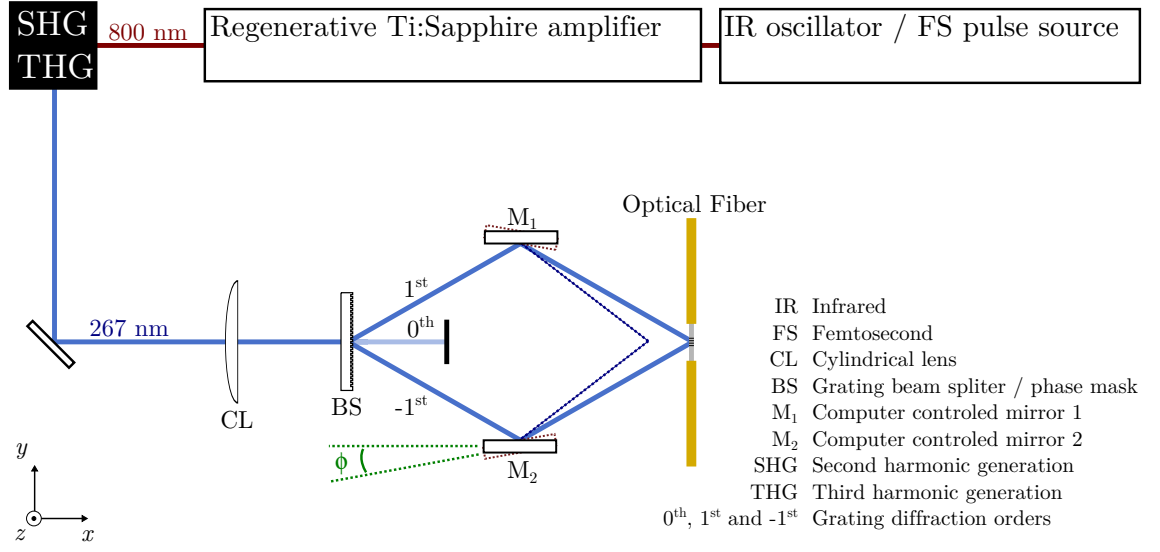 SHG
THG
800 nm
Regenerative Ti:Sapphire amplifier
IR oscillator / FS pulse source
Optical Fiber
M1
1st
0th
-1st
267 nm
CL
BS
M2
ϕ
y
z
x
IR Infrared
FS Femtosecond
CL Cylindrical lens
BS Grating beam spliter / phase mask
M1 Computer controled mirror 1
M2 Computer controled mirror 2
SHG Second harmonic generation
THG Third harmonic generation
0th, 1st and -1st Grating diffraction orders